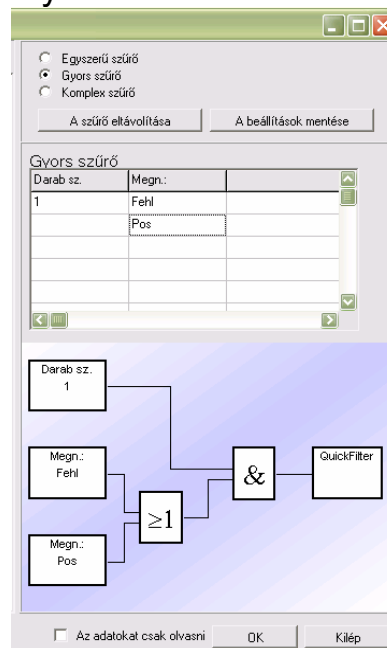 Egyszerű szűrő
Gyors szűrő
Komplex szűrő
A szűrő eltávolítása A beállítások mentése
Gyors szűrő
Darab sz. Megn.:
1 Fehl
Pos
Darab sz.
1
Megn.:
Fehl
≥1
&
QuickFilter
Megn.:
Pos
Az adatokat csak olvasni OK Kilép